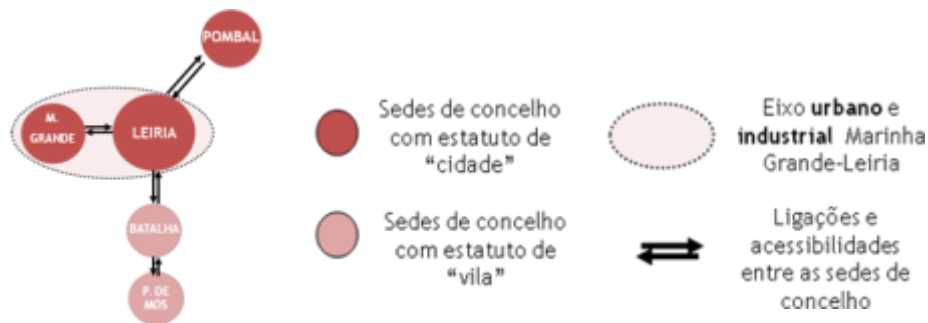 POMBAL
M.
GRANDE
LEIRIA
BATALHA
P. DE
MÓS
Sedes de concelho
com estatuto de
“cidade”
Sedes de concelho
com estatuto de
“vila”
Eixo urbano e
industrial Marinha
Grande-Leiria
Ligações e
acessibilidades
entre as sedes de
concelho